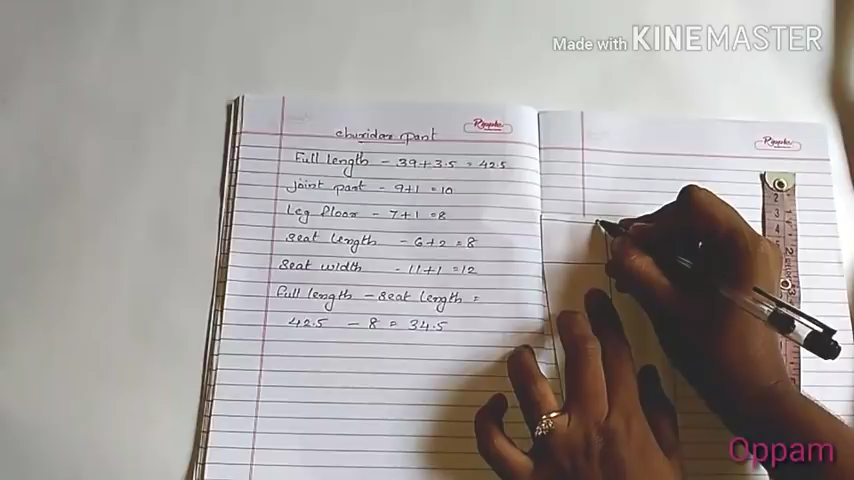 Made with KINEMASTER
churidar pant
Full length - 39+3.5 = 42.5
joint part - 9+1 = 10
Leg floor - 7+1 = 8
seat length - 6+2 = 8
seat width - 11+1 = 12
Full length - seat length =
42.5 - 8 = 34.5
Oppam